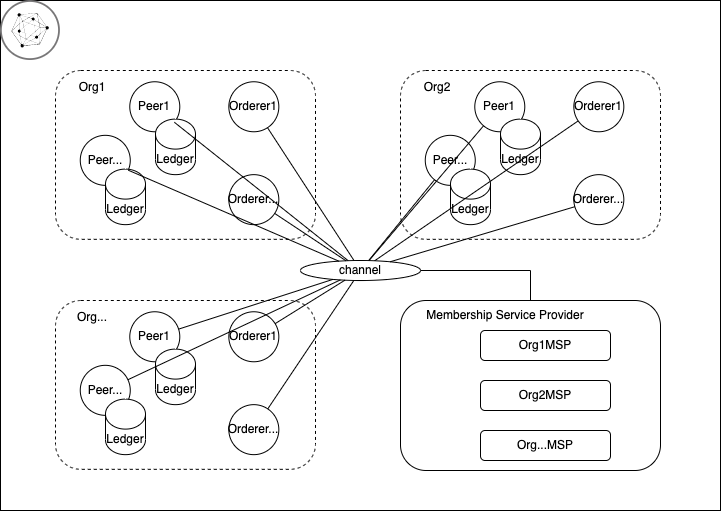 Org1
Peer1
Orderer1
Ledger
Peer...
Ledger
Orderer...
Org2
Peer1
Orderer1
Ledger
Peer...
Ledger
Orderer...
channel
Org...
Peer1
Orderer1
Ledger
Peer...
Ledger
Orderer...
Membership Service Provider
Org1MSP
Org2MSP
Org...MSP